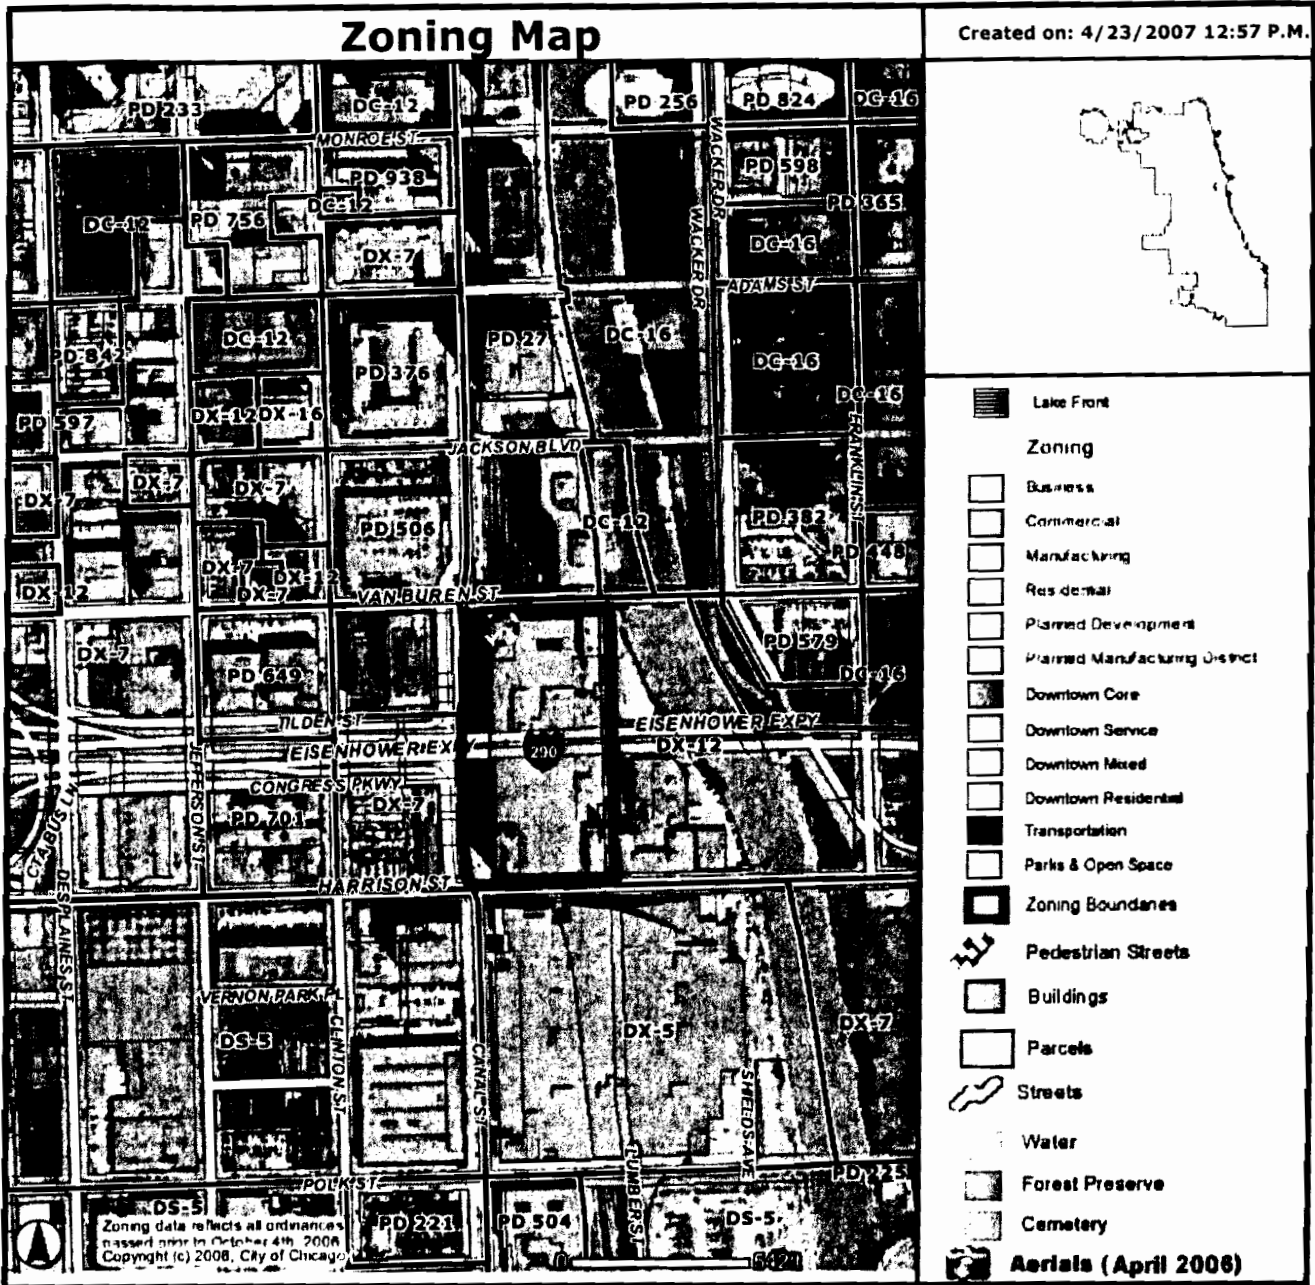 Zoning Map
Created on: 4/23/2007 12:57 P.M.
PD 233
DC-12
PD 256
PD 824
DC-16
MONROE ST
WACKER DR
PD 938
PD 598
DC-12
PD 756
DC-12
PD 365
WACKER DR
DC-16
DX-7
ADAMS ST
PD 842
DC-12
PD 376
PD 27
DC-16
DC-16
DC-16
PD 597
DX-12
DX-16
JACKSON BLVD
FRANKLIN ST
DX-7
DX-7
DX-7
PD 506
DC-12
PD 382
PD 448
DX-7
DX-12
DX-12
DX-7
VAN BUREN ST
DX-7
PD 649
PD 579
DC-16
TILDEN ST
EISENHOWER EXPY
EISENHOWER EXPY
290
DX-12
JEFFERSON ST
CONGRESS PKWY
DX-7
CTA BUS LN
PD 701
HARRISON ST
DESPLAINES ST
VERNON PARK PL
CLINTON ST
DS-5
CANAL ST
DX-5
DX-7
SHIELDS AVE
LUMBER ST
POLK ST
PD 225
DS-5
PD 221
PD 504
DS-5
Zoning data reflects all ordinances
passed prior to October 4th, 2006
Copyright (c) 2006, City of Chicago
0
Lake Front
Zoning
Business
Commercial
Manufacturing
Residential
Planned Development
Planned Manufacturing District
Downtown Core
Downtown Service
Downtown Mixed
Downtown Residential
Transportation
Parks & Open Space
Zoning Boundaries
Pedestrian Streets
Buildings
Parcels
Streets
Water
Forest Preserve
Cemetery
Aerials (April 2006)